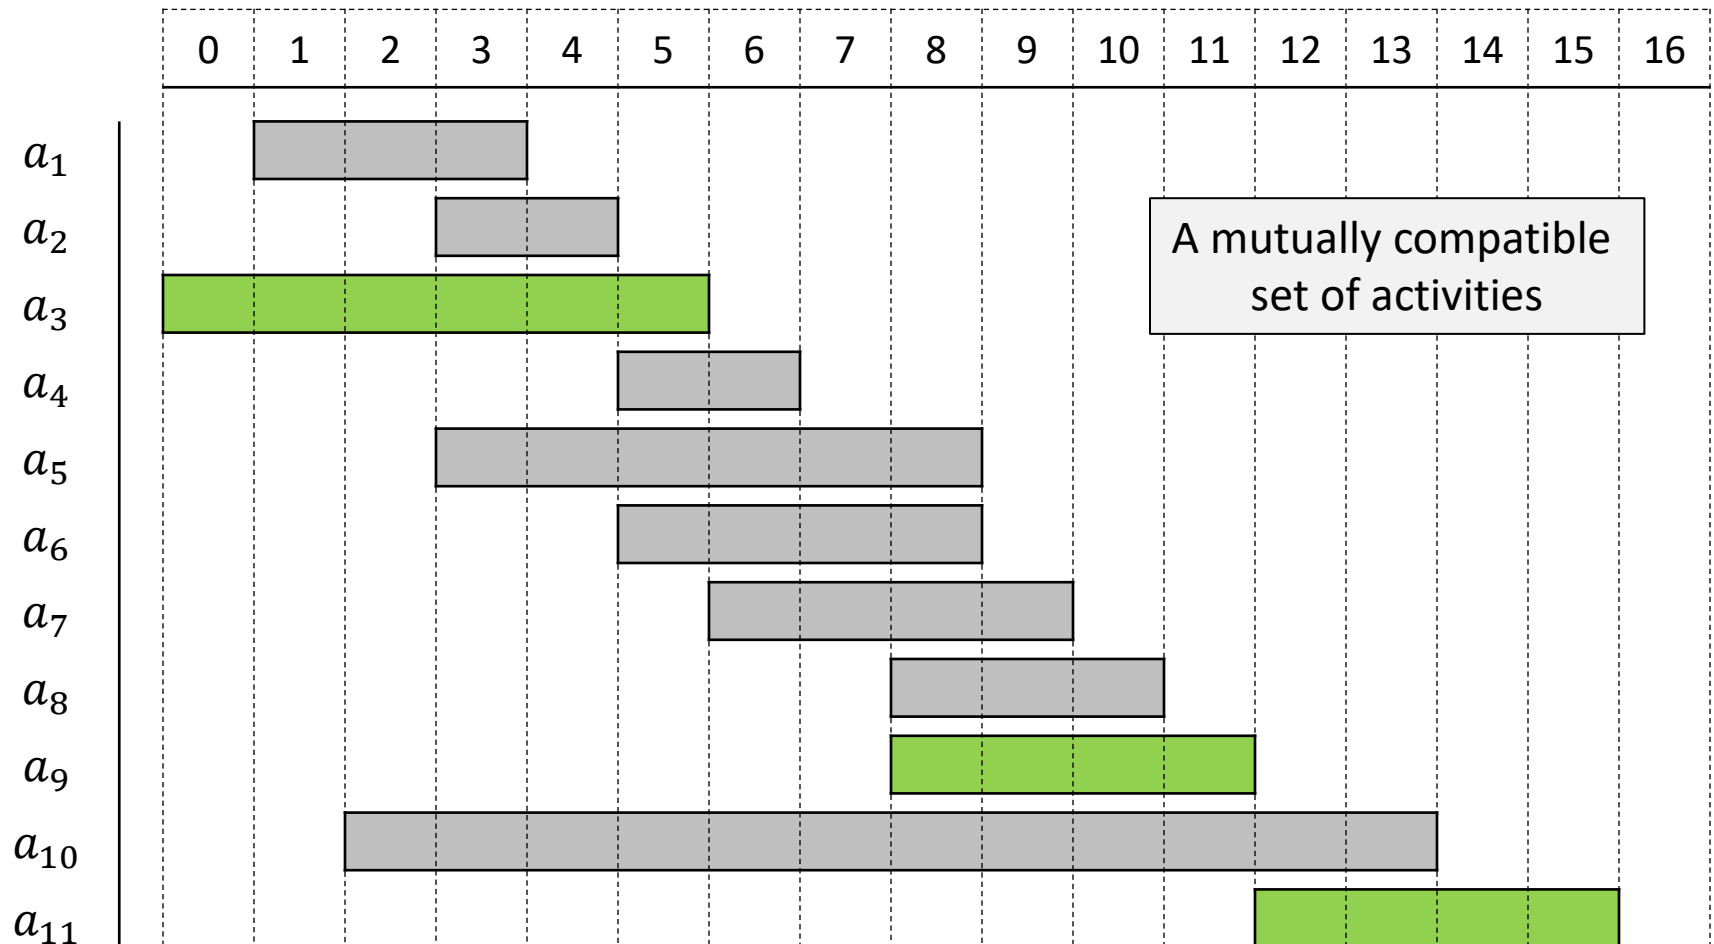 0 1 2 3 4 5 6 7 8 9 10 11 12 13 14 15 16
a₁
a₂
A mutually compatible
set of activities
a₃
a₄
a₅
a₆
a₇
a₈
a₉
a₁₀
a₁₁